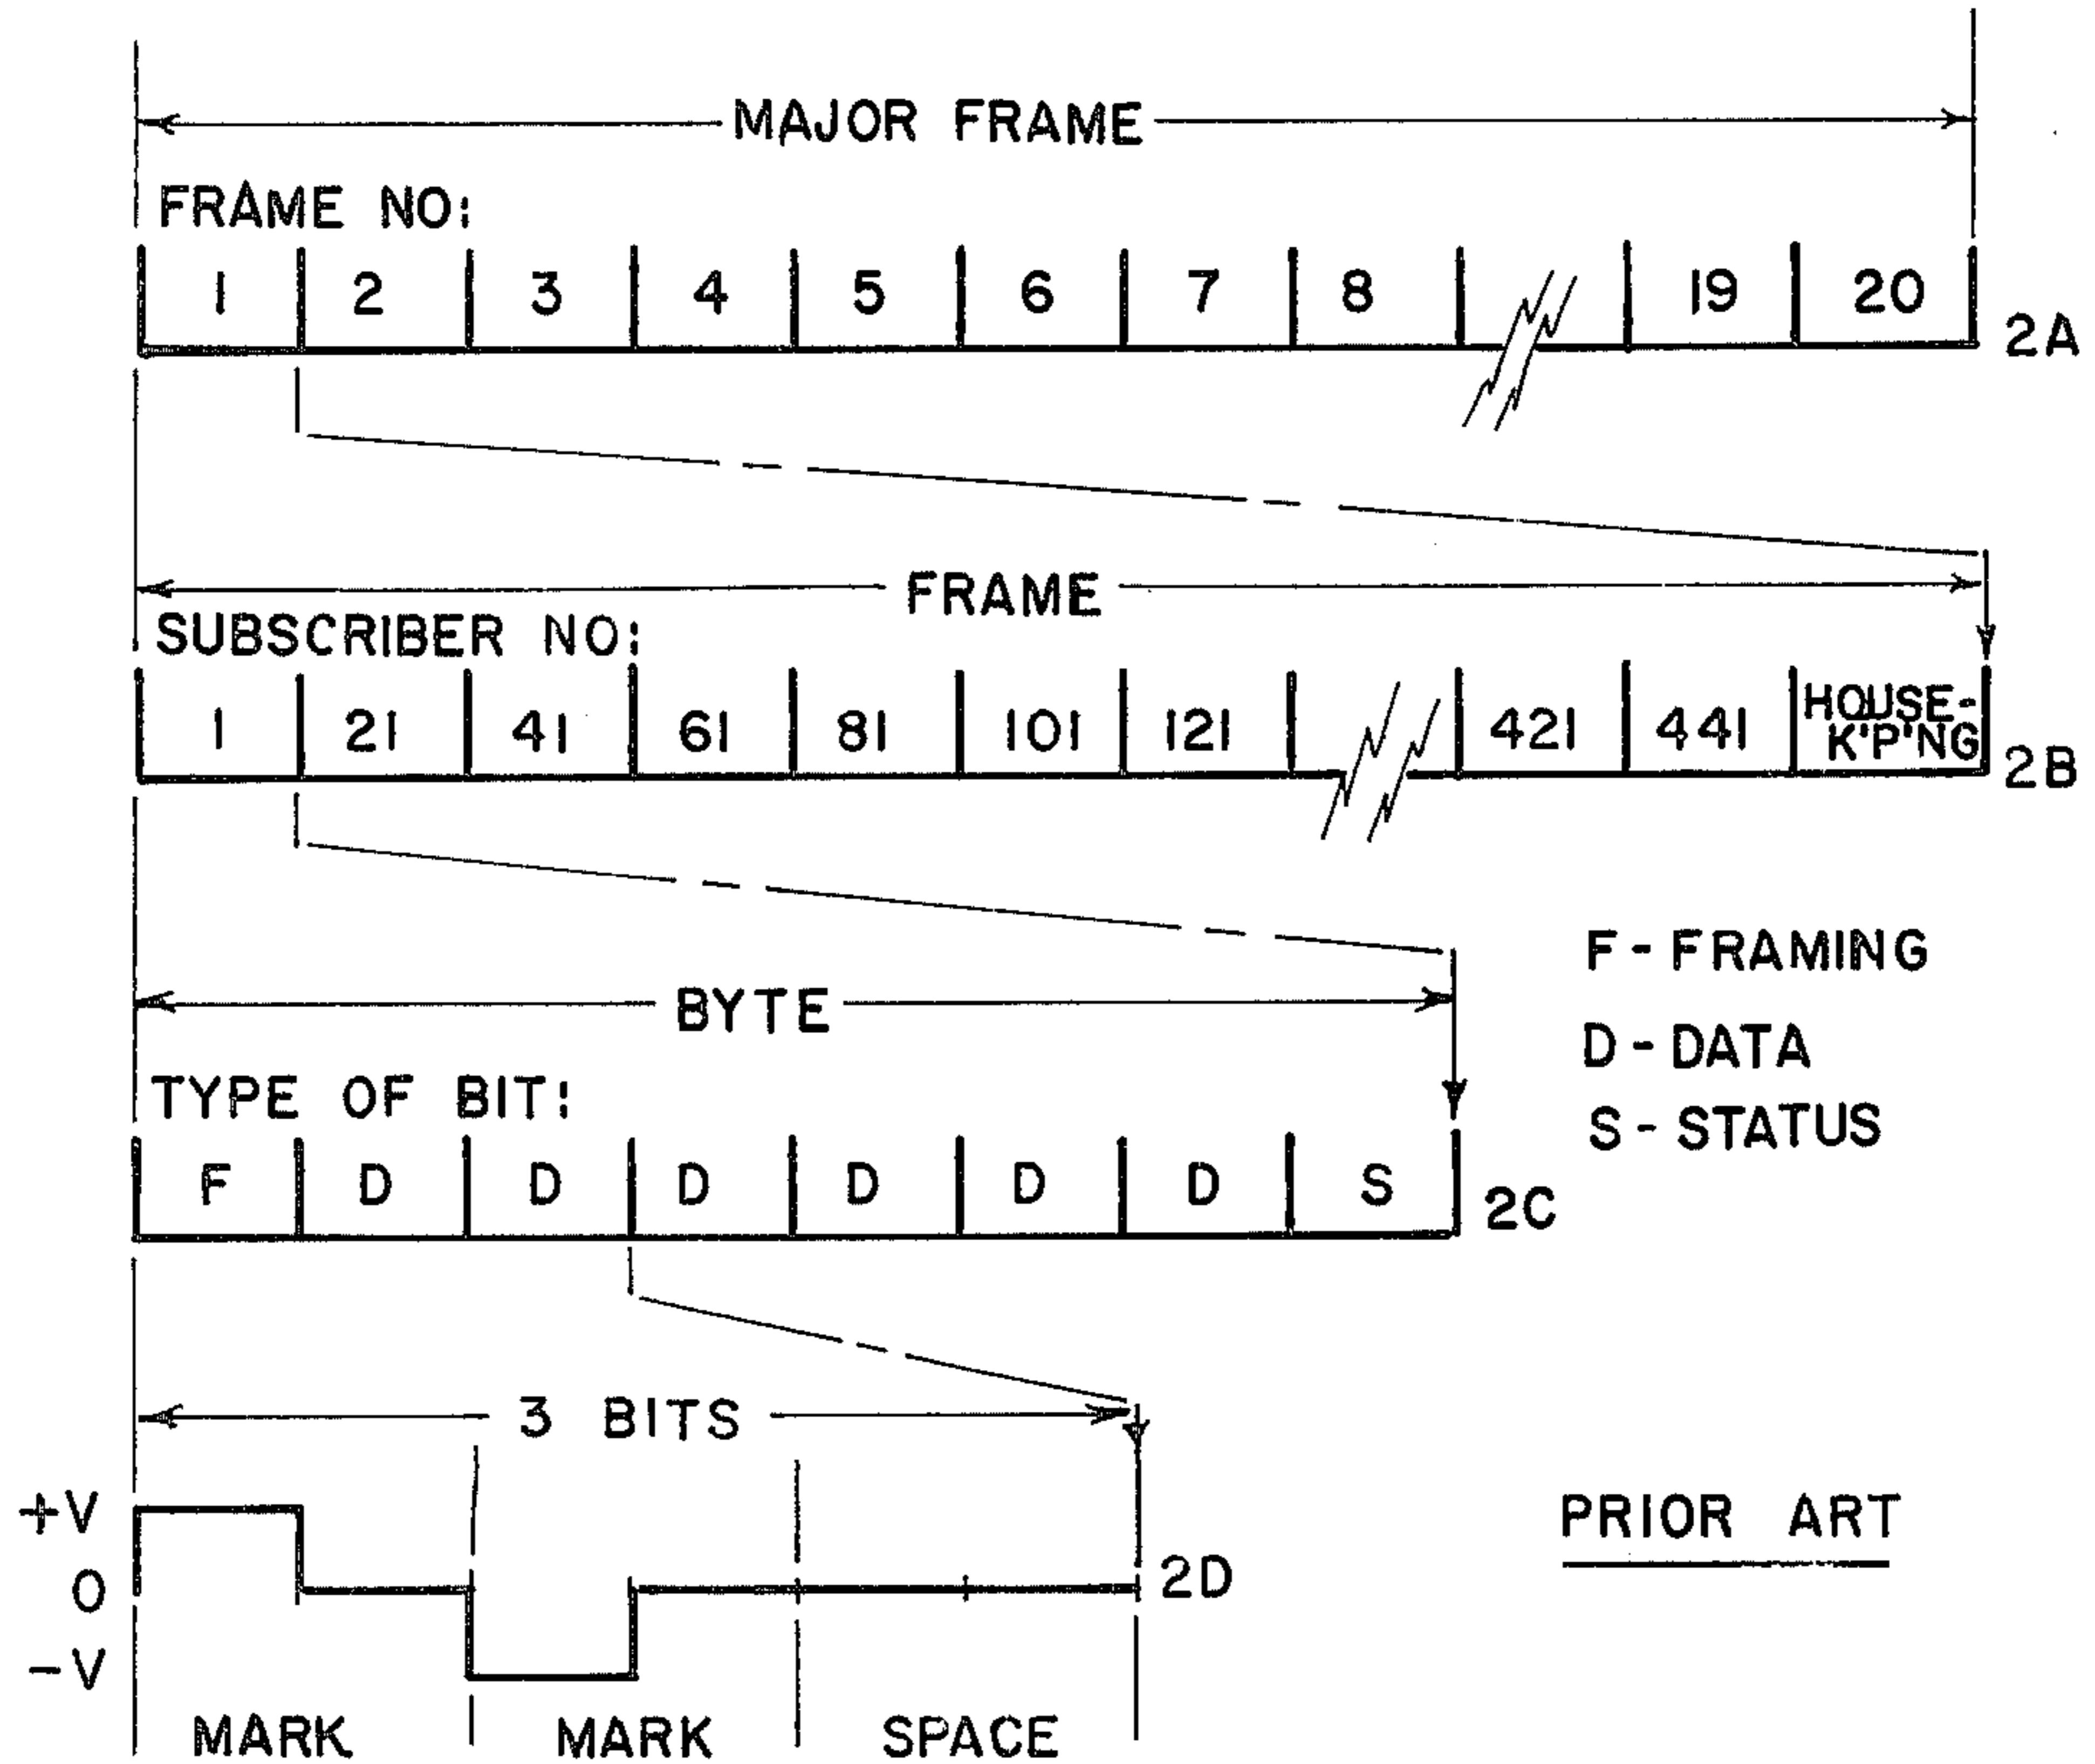 MAJOR FRAME
FRAME NO:
1 2 3 4 5 6 7 8 19 20 2A
FRAME
SUBSCRIBER NO:
1 21 41 61 81 101 121 421 441 HOUSE-
K'P'NG 2B
F - FRAMING
BYTE
D - DATA
TYPE OF BIT:
S - STATUS
F D D D D D D S 2C
3 BITS
+V
PRIOR ART
0 2D
-V
MARK MARK SPACE